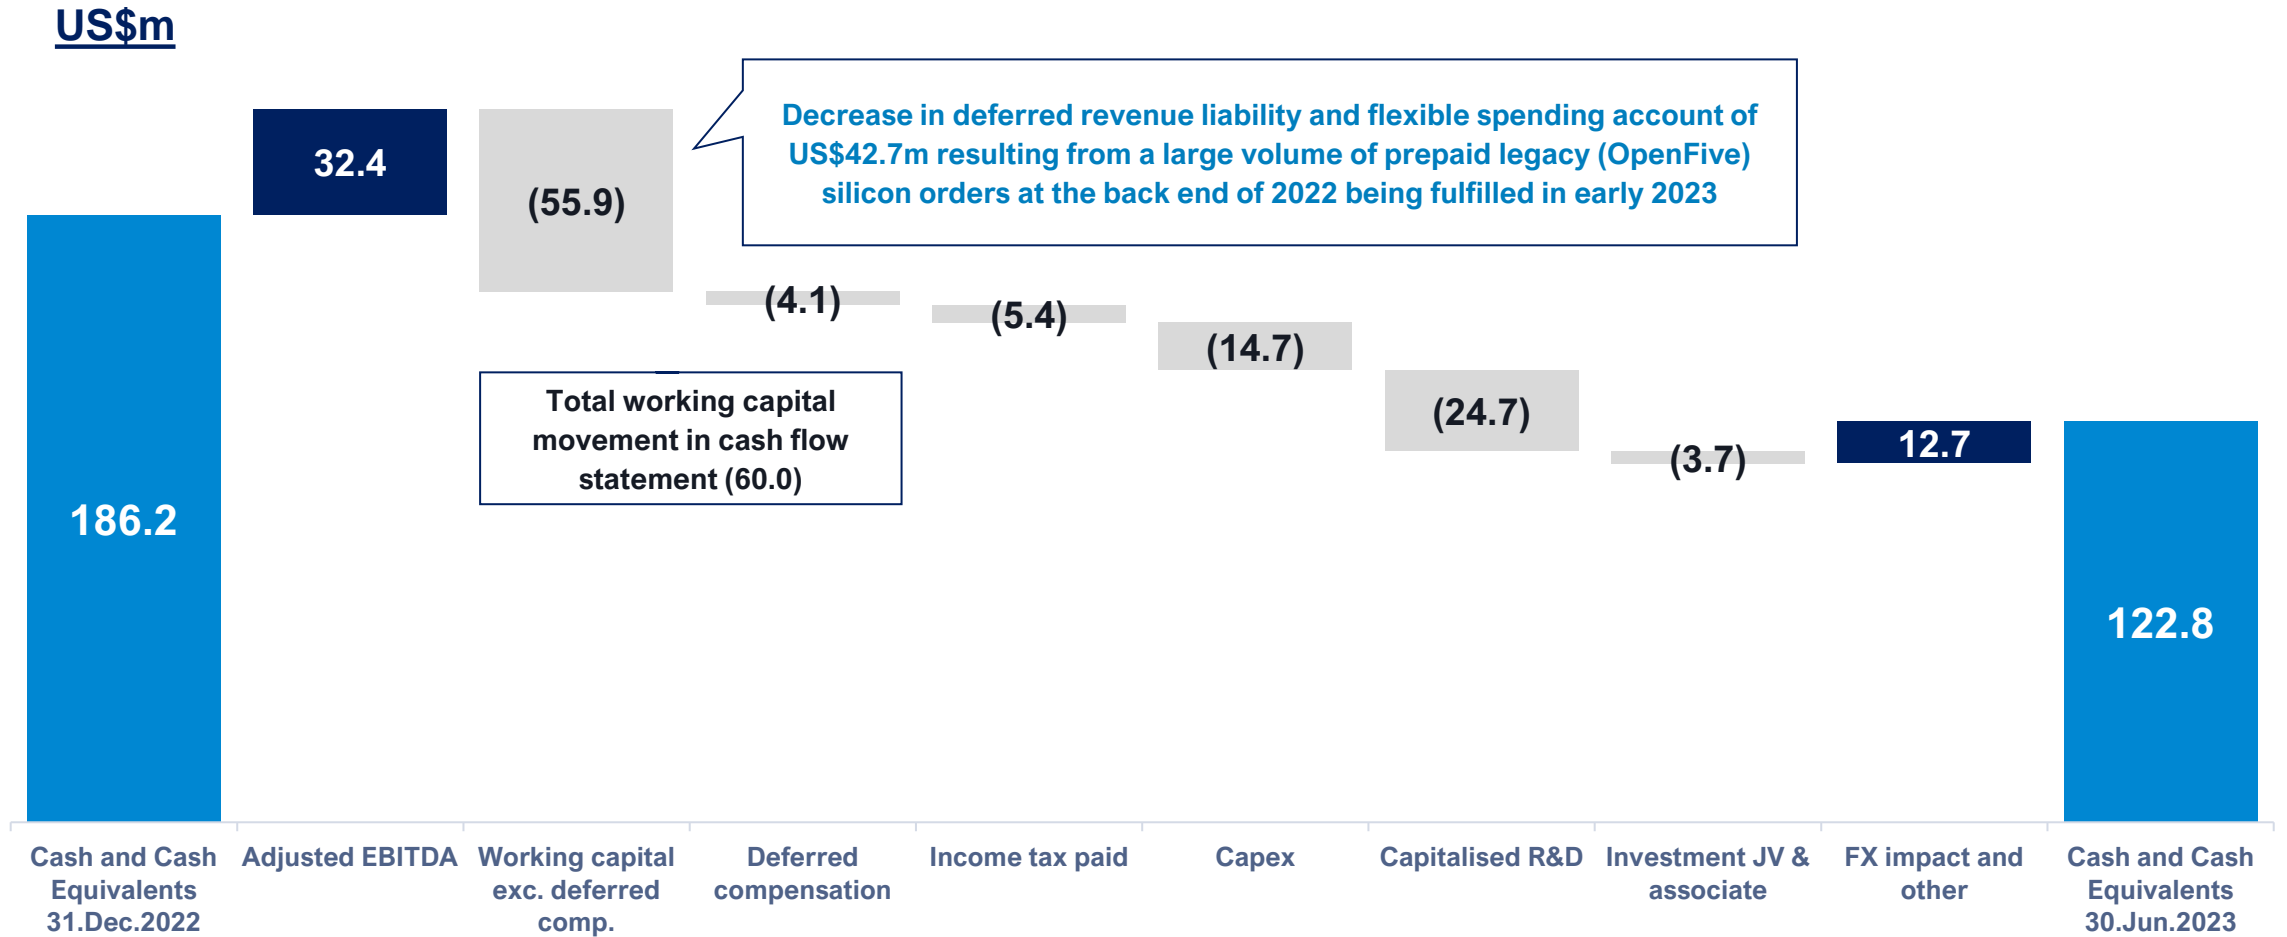 US$m
Decrease in deferred revenue liability and flexible spending account of
US$42.7m resulting from a large volume of prepaid legacy (OpenFive)
silicon orders at the back end of 2022 being fulfilled in early 2023
32.4
(55.9)
(4.1)
(5.4)
(14.7)
(24.7)
(3.7)
12.7
Total working capital
movement in cash flow
statement (60.0)
186.2
122.8
Cash and Cash
Equivalents
31.Dec.2022
Adjusted EBITDA
Working capital
exc. deferred
comp.
Deferred
compensation
Income tax paid
Capex
Capitalised R&D
Investment JV &
associate
FX impact and
other
Cash and Cash
Equivalents
30.Jun.2023